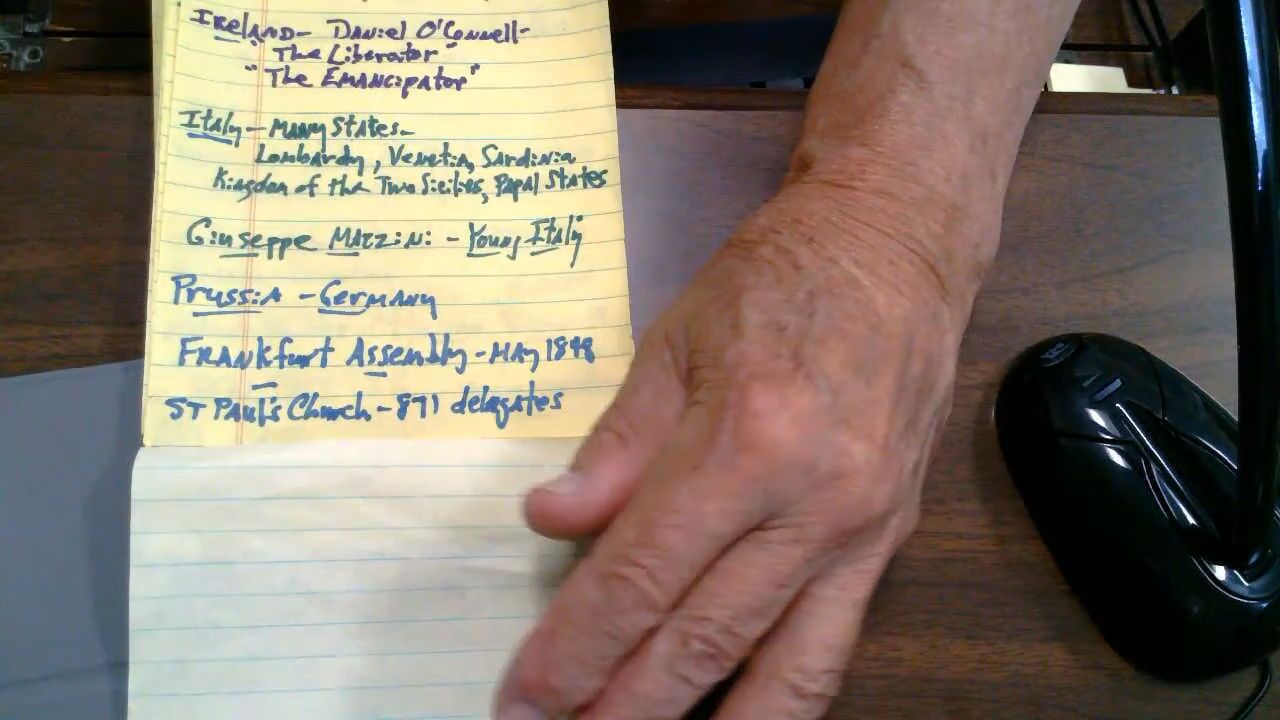 Ireland- Daniel O'Connell-
"The Liberator"
"The Emancipator"
Italy - Many States-
Lombardy, Venetia, Sardinia
Kingdom of the Two Sicilies, Papal States
Giuseppe Mazzini - Young Italy
Prussia - Germany
Frankfurt Assembly - May 1848
ST Paul's Church - 871 delegates